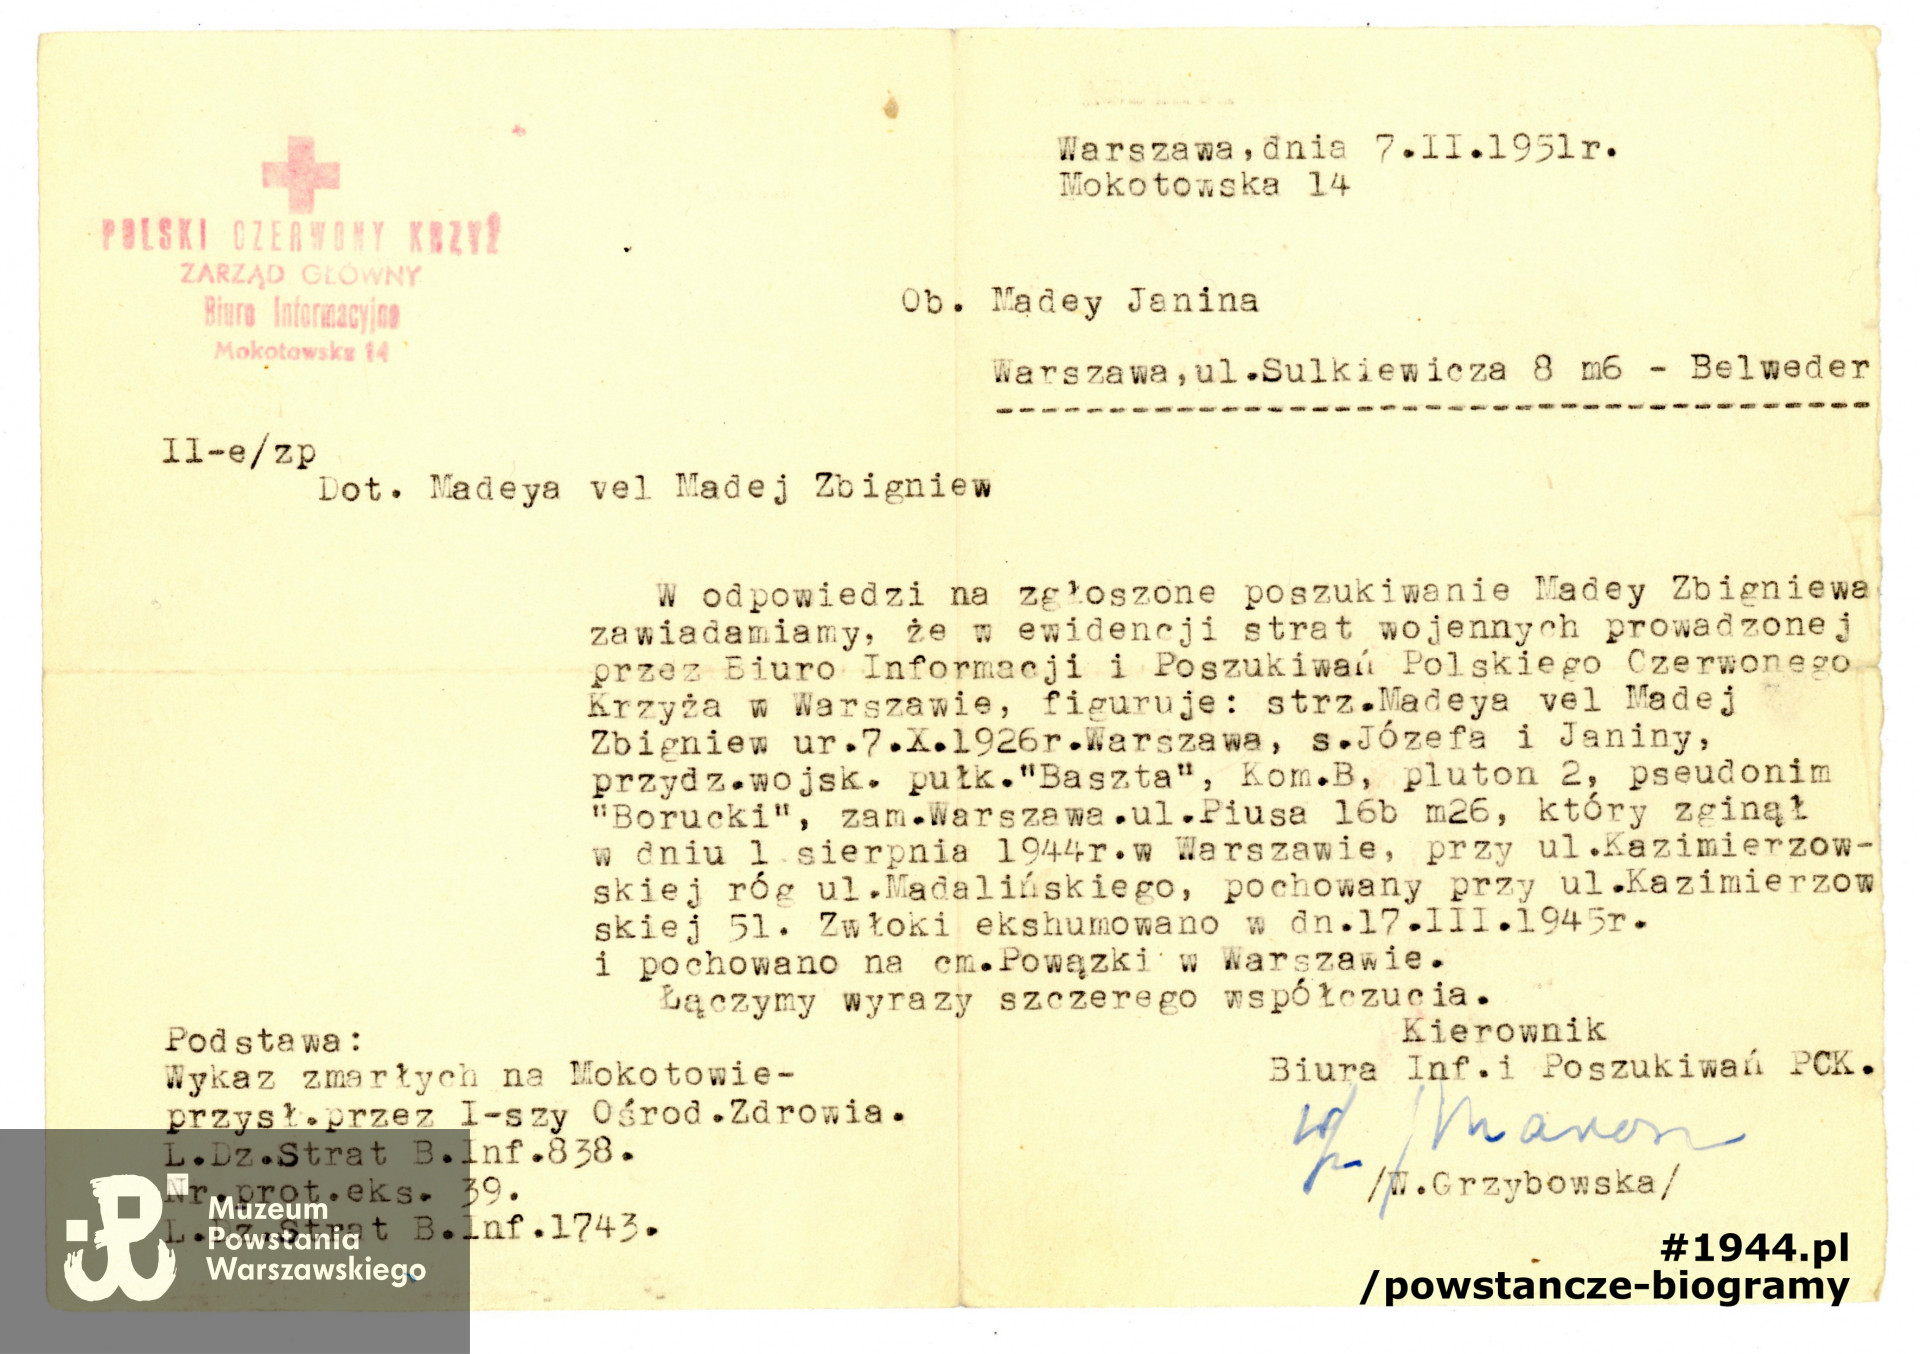 POLSKI CZERWONY KRZYŻ
ZARZĄD GŁÓWNY
Biuro Informacyjne
Mokotowska 14
Warszawa,dnia 7.II.1951r.
Mokotowska 14
Ob. Madey Janina
Warszawa,ul.Sulkiewicza 8 m6 - Belweder
II-e/zp
Dot. Madeya vel Madej Zbigniew
W odpowiedzi na zgłoszone poszukiwanie Madey Zbigniewa
zawiadamiamy, że w ewidencji strat wojennych prowadzonej
przez Biuro Informacji i Poszukiwań Polskiego Czerwonego
Krzyża w Warszawie, figuruje: strz.Madeya vel Madej
Zbigniew ur.7.X.1926r.Warszawa, s.Józefa i Janiny,
przydz.wojsk. pułk."Baszta", Kom.B, pluton 2, pseudonim
"Borucki", zam.Warszawa.ul.Piusa 16b m26, który zginął
w dniu 1 sierpnia 1944r.w Warszawie, przy ul.Kazimierzow-
skiej róg ul.Madalińskiego, pochowany przy ul.Kazimierzow
skiej 51. Zwłoki ekshumowano w dn.17.III.1945r.
i pochowano na cm.Powązki w Warszawie.
Łączymy wyrazy szczerego współczucia.
Kierownik
Biura Inf.i Poszukiwań PCK.
/W.Grzybowska/
Podstawa:
Wykaz zmarłych na Mokotowie-
przysł.przez I-szy Ośrod.Zdrowia.
L.Dz.Strat B.Inf.838.
Nr.prot.eks. 39.
L.Dz.Strat B.Inf.1743.
Muzeum
Powstania
Warszawskiego
#1944.pl
/powstancze-biogramy